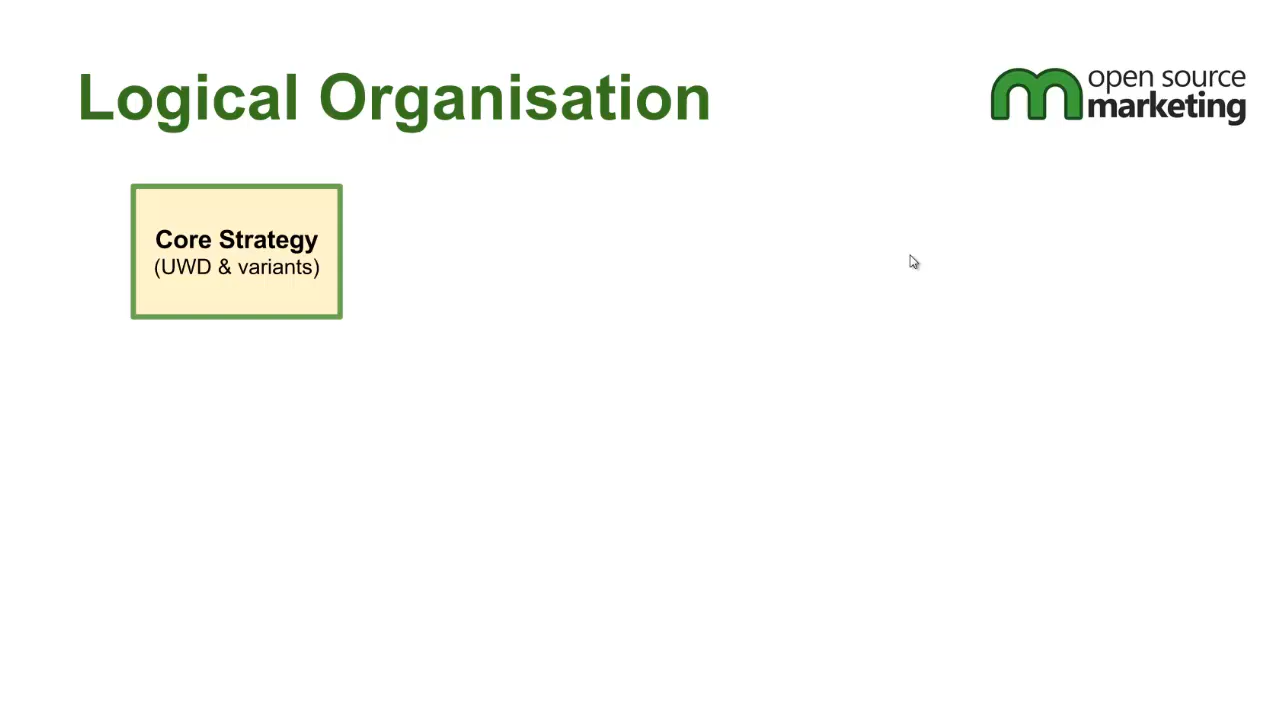 Logical Organisation
open source
marketing
Core Strategy
(UWD & variants)